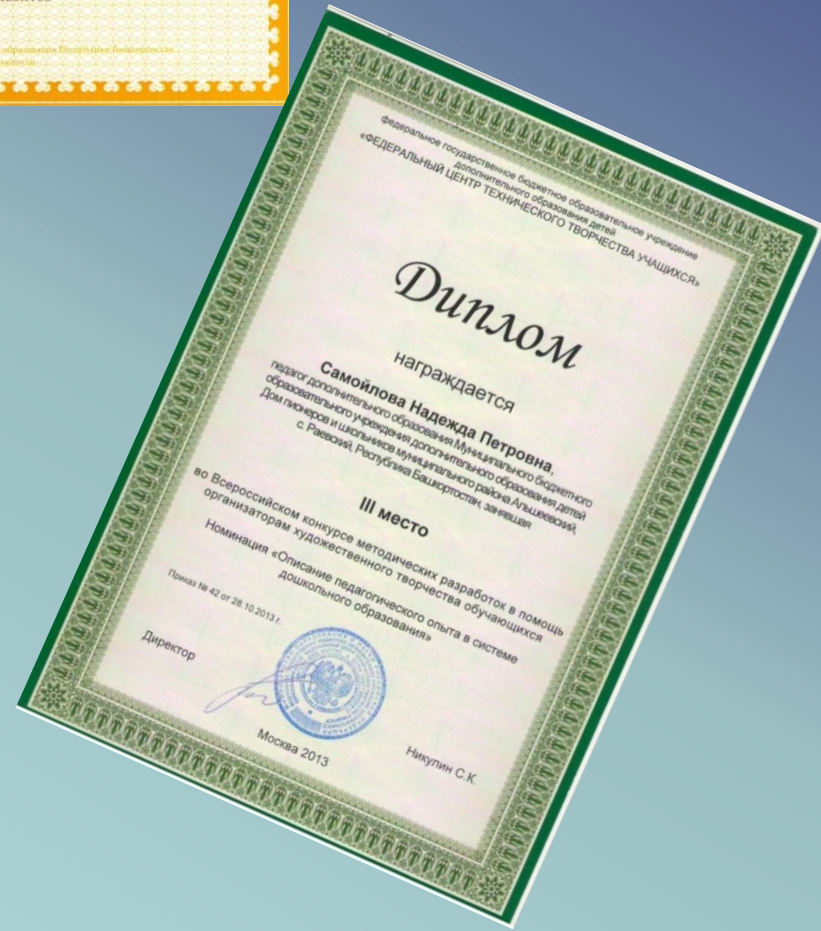 образования Республики Башкортостан
федеральное государственное бюджетное образовательное учреждение
дополнительного образования детей
«ФЕДЕРАЛЬНЫЙ ЦЕНТР ТЕХНИЧЕСКОГО ТВОРЧЕСТВА УЧАЩИХСЯ»
Диплом
награждается
Самойлова Надежда Петровна,
педагог дополнительного образования Муниципального бюджетного
образовательного учреждения дополнительного образования детей
Дом пионеров и школьников муниципального района Альшеевский,
с. Раевский, Республика Башкортостан, занявшая
III место
во Всероссийском конкурсе методических разработок в помощь
организаторам художественного творчества обучающихся
Номинация «Описание педагогического опыта в системе
дошкольного образования»
Приказ № 42 от 28.10.2013 г.
Директор
Никулин С.К.
Москва 2013